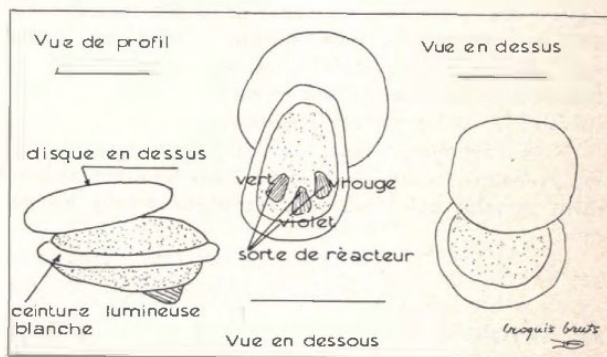 Vue de profil
Vue en dessus
disque en dessus
vert
rouge
violet
sorte de rèacteur
ceinture lumineuse
blanche
Vue en dessous
Croquis bruts